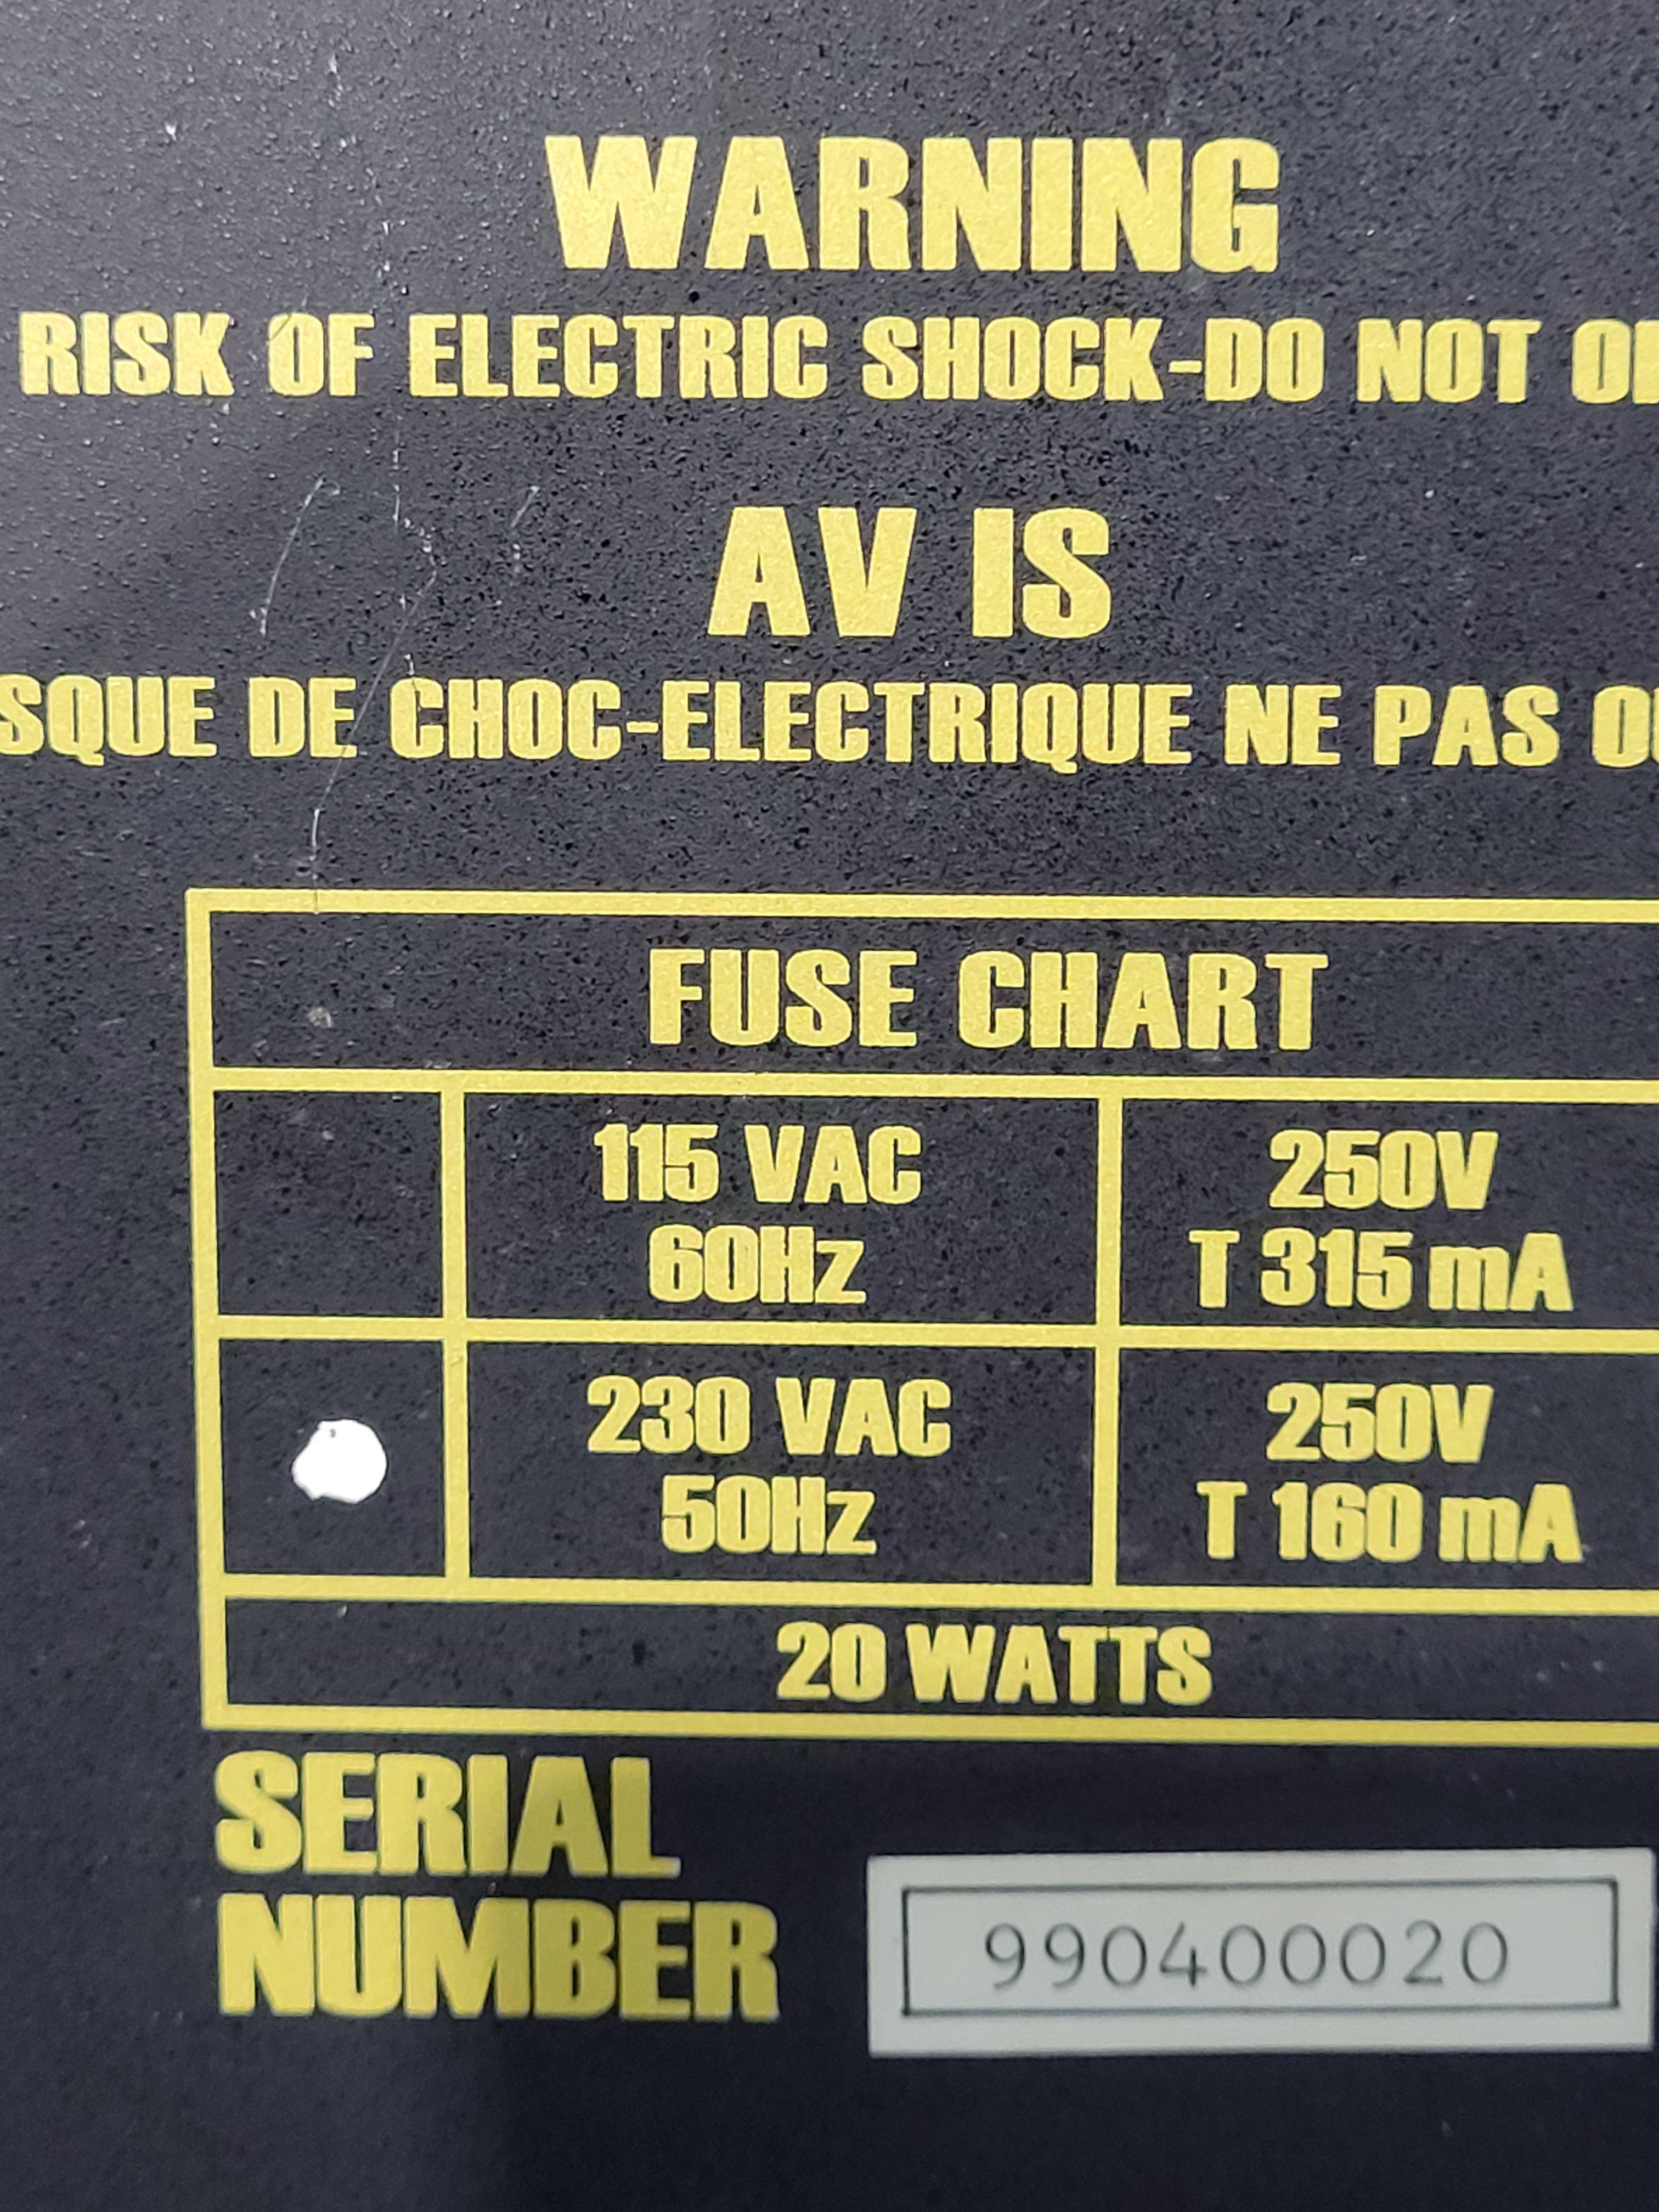 WARNING
RISK OF ELECTRIC SHOCK-DO NOT
AV IS
DE CHOC-ELECTRIQUE NE PAS
FUSE CHART
115 VAC 250V
60Hz T 315 mA
230 VAC 250V
50Hz T 160 mA
20 WATTS
SERIAL
NUMBER 990400020